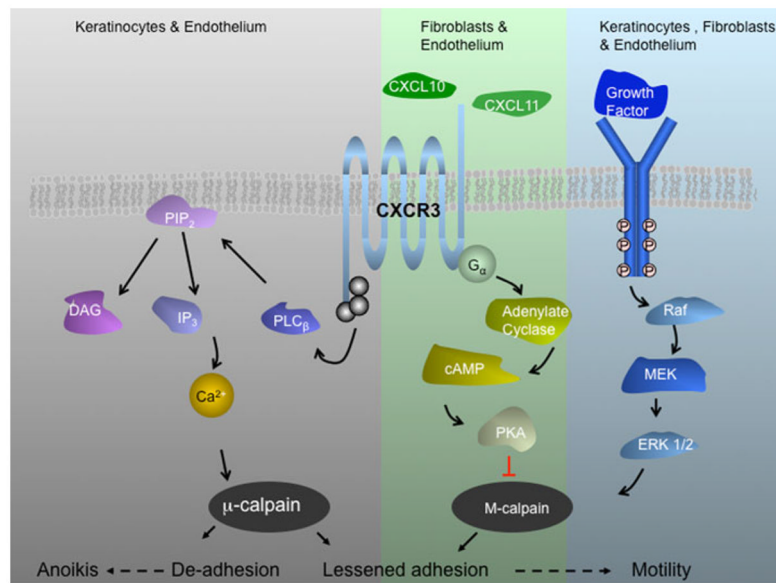 Keratinocytes & Endothelium
Fibroblasts &
Endothelium
Keratinocytes , Fibroblasts
& Endothelium
CXCL10
CXCL11
Growth
Factor
CXCR3
PIP2
P P
P P
P P
Gα
DAG
IP3
PLCβ
Adenylate
Cyclase
Raf
cAMP
MEK
Ca2+
PKA
ERK 1/2
μ-calpain
M-calpain
Anoikis De-adhesion Lessened adhesion Motility